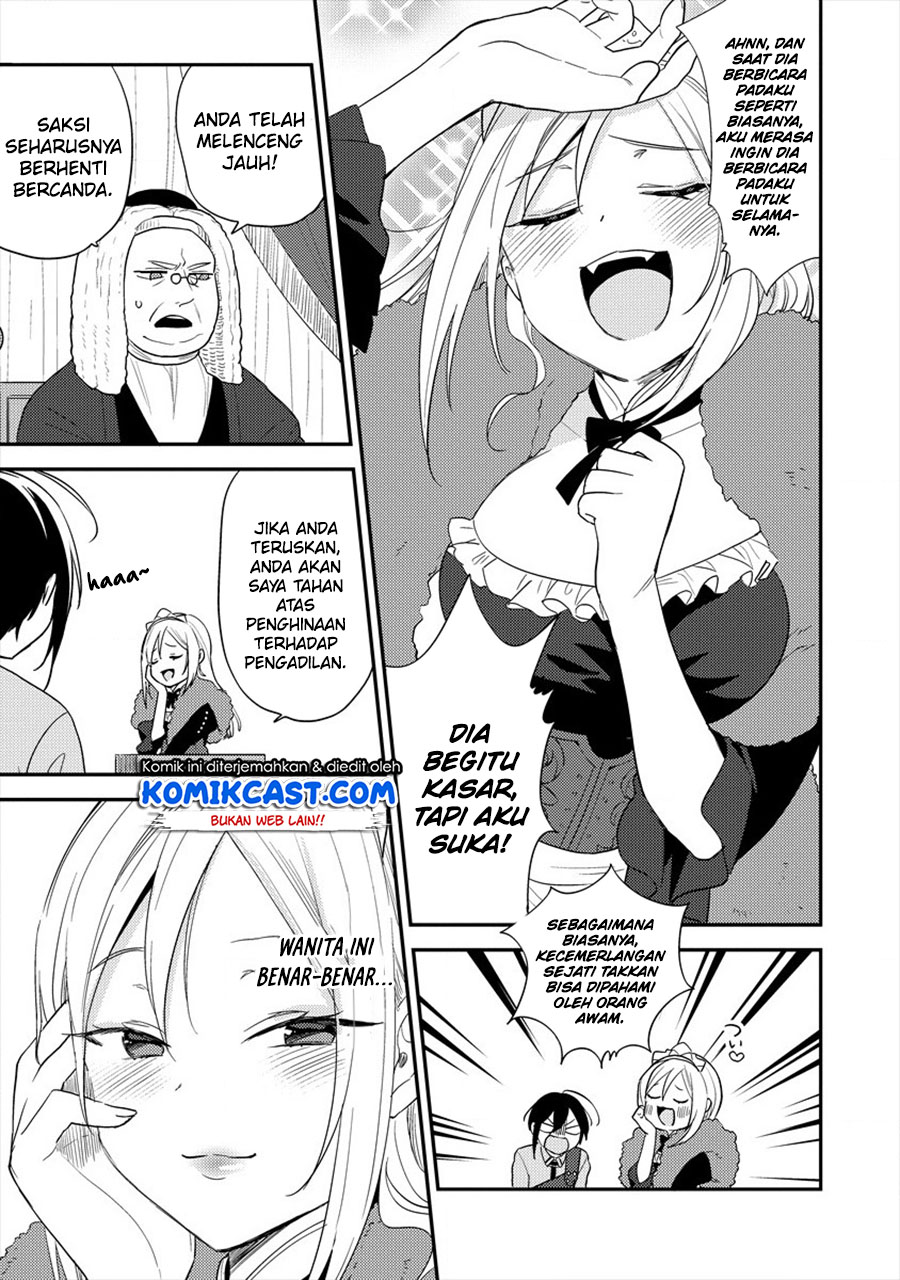 AHNN, DAN
SAAT DIA
BERBICARA
PADAKU
SEPERTI
BIASANYA,
AKU MERASA
INGIN DIA
BERBICARA
PADAKU
UNTUK
SELAMA-
NYA.
DIA
BEGITU
KASAR,
TAPI AKU
SUKA!
ANDA TELAH
MELENCENG
JAUH!
SAKSI
SEHARUSNYA
BERHENTI
BERCANDA.
JIKA ANDA
TERUSKAN,
ANDA AKAN
SAYA TAHAN
ATAS
PENGHINAAN
TERHADAP
PENGADILAN.
haaa~
Komik ini diterjemahkan & diedit oleh
KOMIKCAST.COM
BUKAN WEB LAIN!!
SEBAGAIMANA
BIASANYA,
KECEMERLANGAN
SEJATI TAKKAN
BISA DIPAHAMI
OLEH ORANG
AWAM.
WANITA INI
BENAR-BENAR...